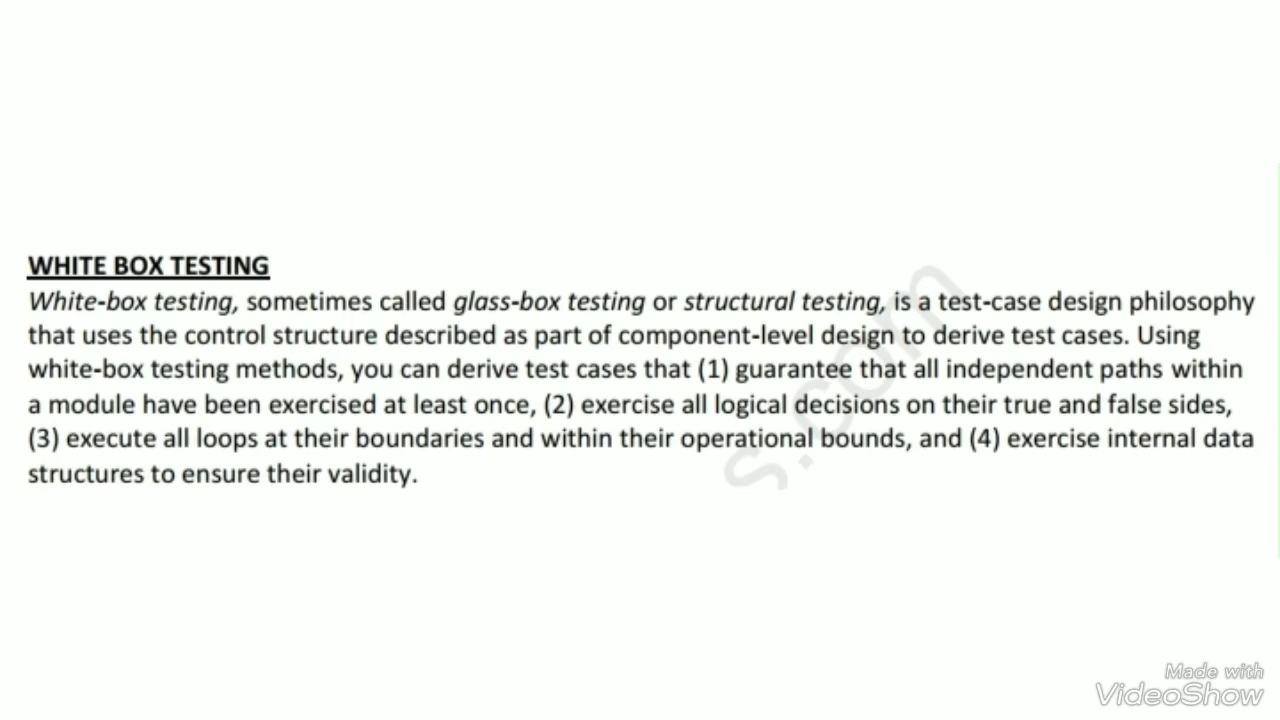 WHITE BOX TESTING
White-box testing, sometimes called glass-box testing or structural testing, is a test-case design philosophy
that uses the control structure described as part of component-level design to derive test cases. Using
white-box testing methods, you can derive test cases that (1) guarantee that all independent paths within
a module have been exercised at least once, (2) exercise all logical decisions on their true and false sides,
(3) execute all loops at their boundaries and within their operational bounds, and (4) exercise internal data
structures to ensure their validity.
s.com
Made with
VideoShow